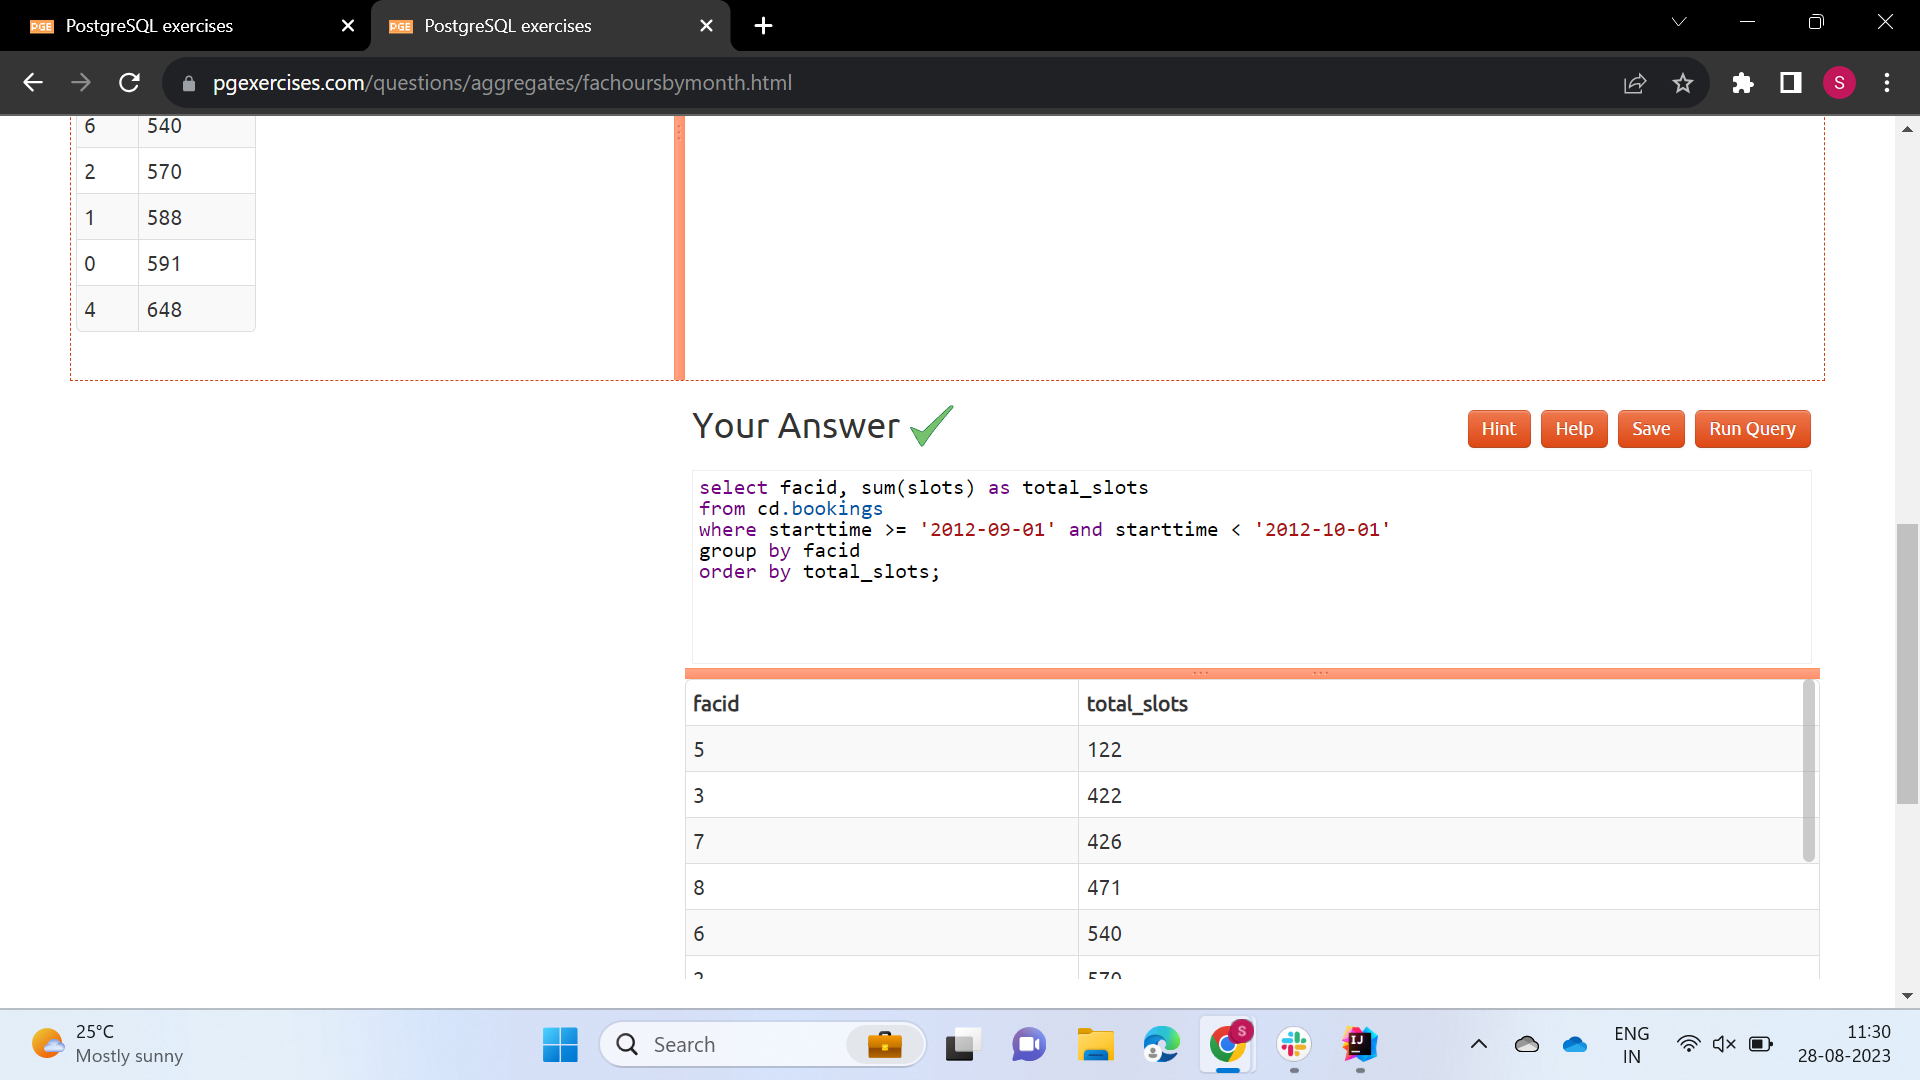 PGE PostgreSQL exercises
PGE PostgreSQL exercises
pgexercises.com/questions/aggregates/fachoursbymonth.html
S
6 540
2 570
1 588
0 591
4 648
Your Answer
Hint Help Save Run Query
select facid, sum(slots) as total_slots
from cd.bookings
where starttime >= '2012-09-01' and starttime < '2012-10-01'
group by facid
order by total_slots;
facid total_slots
5 122
3 422
7 426
8 471
6 540
2 570
25°C
Mostly sunny
Search
S
IJ
ENG
IN
11:30
28-08-2023